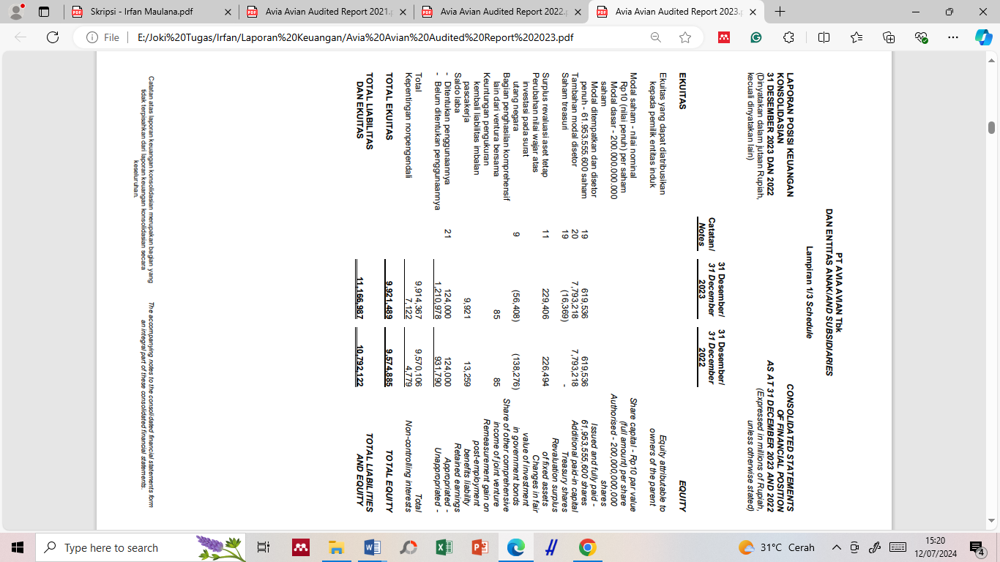 Skripsi - Irfan Maulana.pdf
Avia Avian Audited Report 2021.p
Avia Avian Audited Report 2022.p
Avia Avian Audited Report 2023.p
File
E:/Joki%20Tugas/Irfan/Laporan%20Keuangan/Avia%20Avian%20Audited%20Report%202023.pdf
PT AVIA AVIAN Tbk
DAN ENTITAS ANAK/AND SUBSIDIARIES
Lampiran 1/3 Schedule
LAPORAN POSISI KEUANGAN
KONSOLIDASIAN
31 DESEMBER 2023 DAN 2022
(Dinyatakan dalam jutaan Rupiah,
kecuali dinyatakan lain)
CONSOLIDATED STATEMENTS
OF FINANCIAL POSITION
AS AT 31 DECEMBER 2023 AND 2022
(Expressed in millions of Rupiah,
unless otherwise stated)
31 Desember/ 31 Desember/
Catatan/ 31 December 31 December
Notes 2023 2022
EKUITAS EQUITY
Ekuitas yang dapat diatribusikan Equity attributable to
kepada pemilik entitas induk owners of the parent
Modal saham - nilai nominal Share capital - Rp10 par value
Rp10 (nilai penuh) per saham (full amount) per share
Modal dasar - 200.000.000.000 Authorised - 200,000,000,000
saham shares
Modal ditempatkan dan disetor Issued and fully paid -
penuh - 61.953.555.600 saham 19 619,536 619,536 61,953,555,600 shares
Tambahan modal disetor 20 7,793,218 7,793,218 Additional paid-in capital
Saham treasuri 19 (16,369) - Treasury shares
Revaluation surplus
Surplus revaluasi aset tetap 11 229,406 226,494 of fixed assets
Perubahan nilai wajar atas Changes in fair
investasi pada surat value of investment
utang negara 9 (56,408) (138,276) in government bonds
Bagian penghasilan komprehensif Share of other comprehensive
lain dari ventura bersama 85 85 income of joint venture
Keuntungan pengukuran Remeasurement gain on
kembali liabilitas imbalan post-employment
pascakerja 9,921 13,259 benefits liability
Saldo laba Retained earnings
- Ditentukan penggunaannya 21 124,000 124,000 Appropriated -
- Belum ditentukan penggunaannya 1,210,978 931,790 Unappropriated -
Total 9,914,367 9,570,106 Total
Kepentingan nonpengendali 7,122 4,779 Non-controlling interests
TOTAL EKUITAS 9,921,489 9,574,885 TOTAL EQUITY
TOTAL LIABILITAS TOTAL LIABILITIES
DAN EKUITAS 11,166,987 10,792,122 AND EQUITY
Catatan atas laporan keuangan konsolidasian merupakan bagian yang
tidak terpisahkan dari laporan keuangan konsolidasian secara
keseluruhan.
The accompanying notes to the consolidated financial statements form
an integral part of these consolidated financial statements.
Type here to search
31°C Cerah
15:20
12/07/2024
4